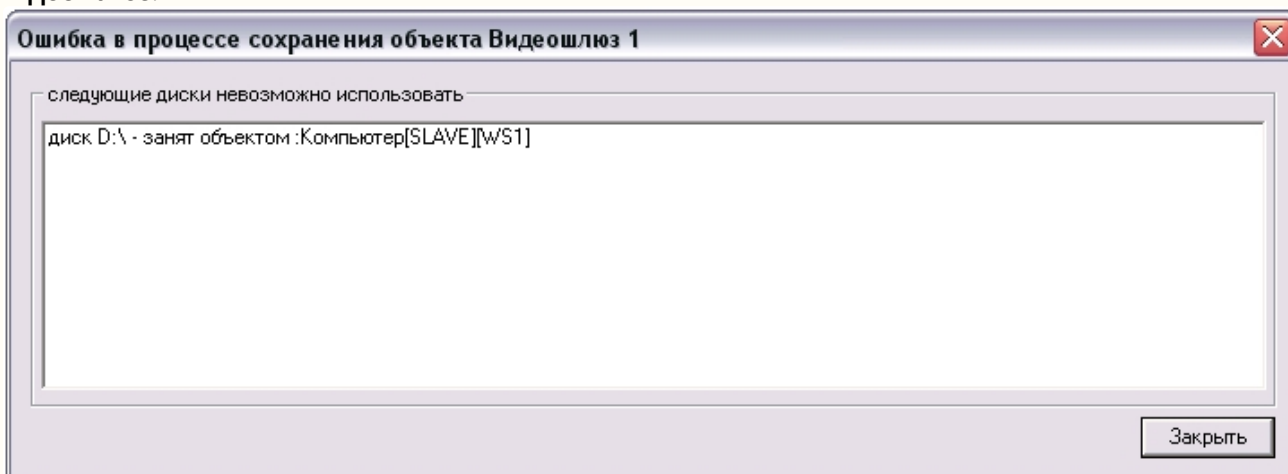 Ошибка в процессе сохранения объекта Видеошлюз 1
следующие диски невозможно использовать
диск D:\ - занят объектом :Компьютер[SLAVE][WS1]
Закрыть